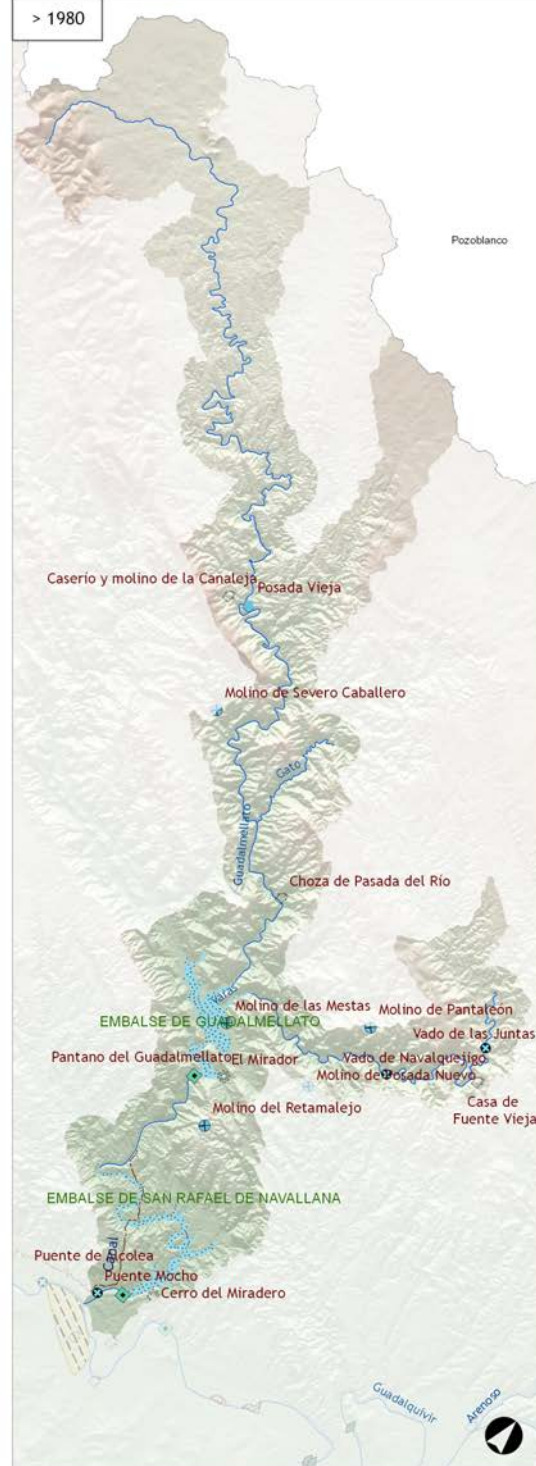 > 1980
Pozoblanco
Caserío y molino de la Canaleja
Posada Vieja
Molino de Severo Caballero
Gato
Guadalmellato
Choza de Pasada del Río
Varas
Molino de las Mestas
Molino de Pantaleón
EMBALSE DE GUADALMELLATO
Vado de las Juntas
Pantano del Guadalmellato
El Mirador
Vado de Navalquejigo
Molino de Posada Nuevo
Casa de
Fuente Vieja
Molino del Retamalejo
EMBALSE DE SAN RAFAEL DE NAVALLANA
Canal
Puente de Alcolea
Puente Mocho
Cerro del Miradero
Guadalquivir
Arenoso